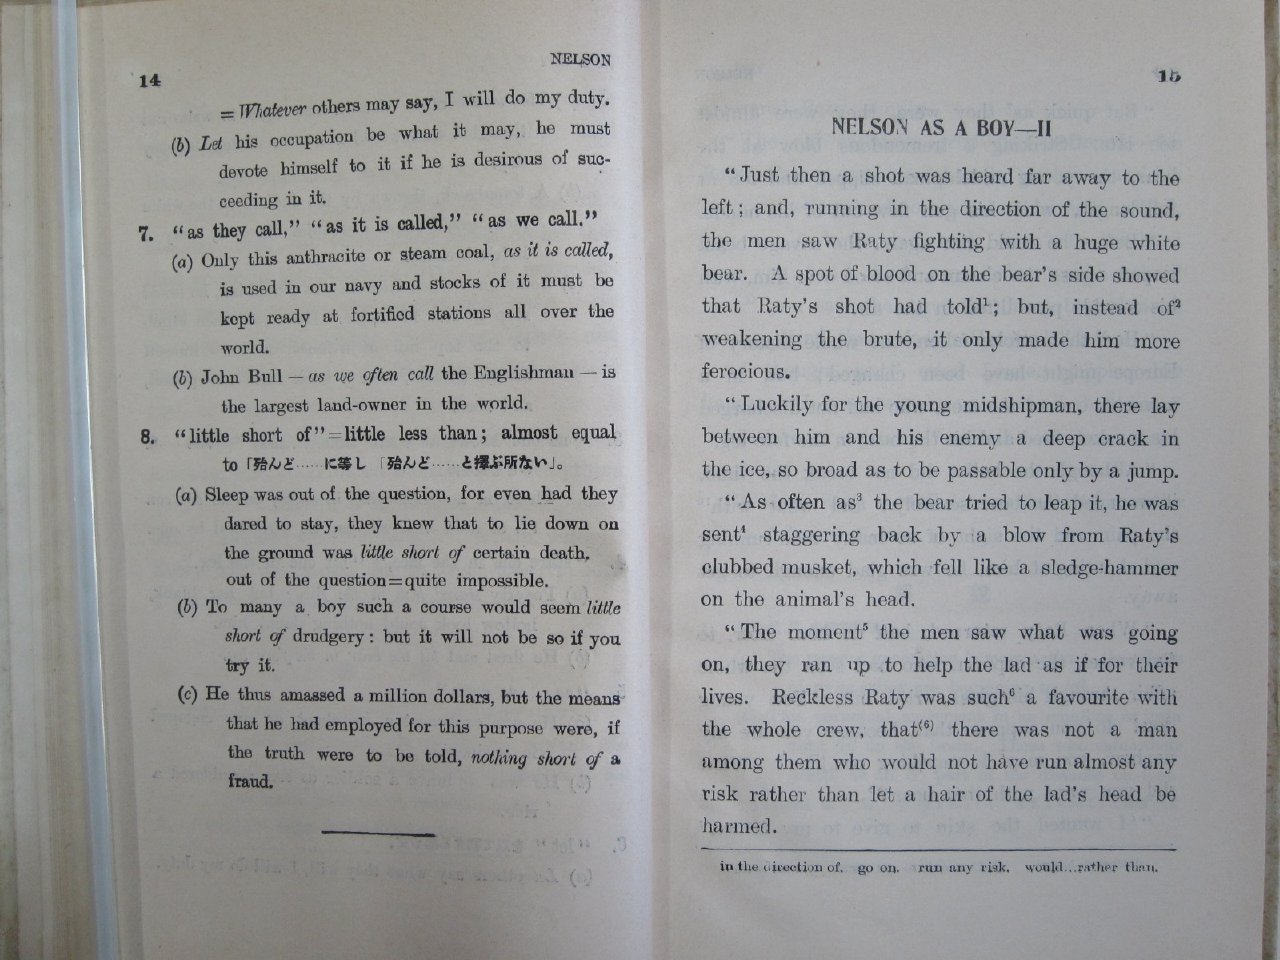 14
NELSON
= Whatever others may say, I will do my duty.
(b) Let his occupation be what it may, he must
devote himself to it if he is desirous of suc-
ceeding in it.
7. “as they call,” “as it is called,” “as we call.”
(a) Only this anthracite or steam coal, as it is called,
is used in our navy and stocks of it must be
kept ready at fortified stations all over the
world.
(b) John Bull — as we often call the Englishman — is
the largest land-owner in the world.
8. “little short of”=little less than; almost equal
to「殆んど……に等し「殆んど……と擇ぶ所ない」。
(a) Sleep was out of the question, for even had they
dared to stay, they knew that to lie down on
the ground was little short of certain death.
out of the question=quite impossible.
(b) To many a boy such a course would seem little
short of drudgery: but it will not be so if you
try it.
(c) He thus amassed a million dollars, but the means
that he had employed for this purpose were, if
the truth were to be told, nothing short of a
fraud.
15
NELSON AS A BOY—II
“Just then a shot was heard far away to the
left; and, running in the direction of the sound,
the men saw Raty fighting with a huge white
bear. A spot of blood on the bear's side showed
that Raty's shot had told¹; but, instead of²
weakening the brute, it only made him more
ferocious.
“Luckily for the young midshipman, there lay
between him and his enemy a deep crack in
the ice, so broad as to be passable only by a jump.
“As often as³ the bear tried to leap it, he was
sent⁴ staggering back by a blow from Raty's
clubbed musket, which fell like a sledge-hammer
on the animal's head.
“The moment⁵ the men saw what was going
on, they ran up to help the lad as if for their
lives. Reckless Raty was such⁶ a favourite with
the whole crew, that⁽⁶⁾ there was not a man
among them who would not have run almost any
risk rather than let a hair of the lad's head be
harmed.
in the direction of. go on. run any risk. would...rather than.